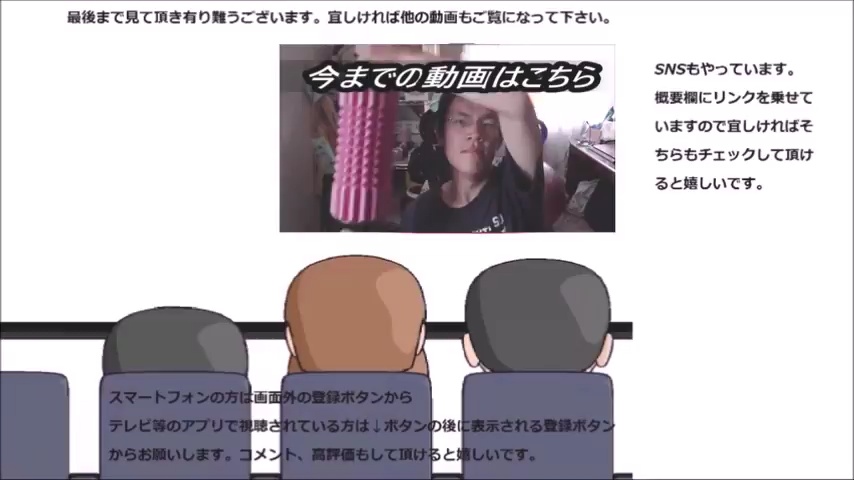 最後まで見て頂き有り難うございます。宜しければ他の動画もご覧になって下さい。
今までの動画はこちら
SNSもやっています。
概要欄にリンクを乗せて
いますので宜しければそ
ちらもチェックして頂け
ると嬉しいです。
スマートフォンの方は画面外の登録ボタンから
テレビ等のアプリで視聴されている方は↓ボタンの後に表示される登録ボタン
からお願いします。コメント、高評価もして頂けると嬉しいです。